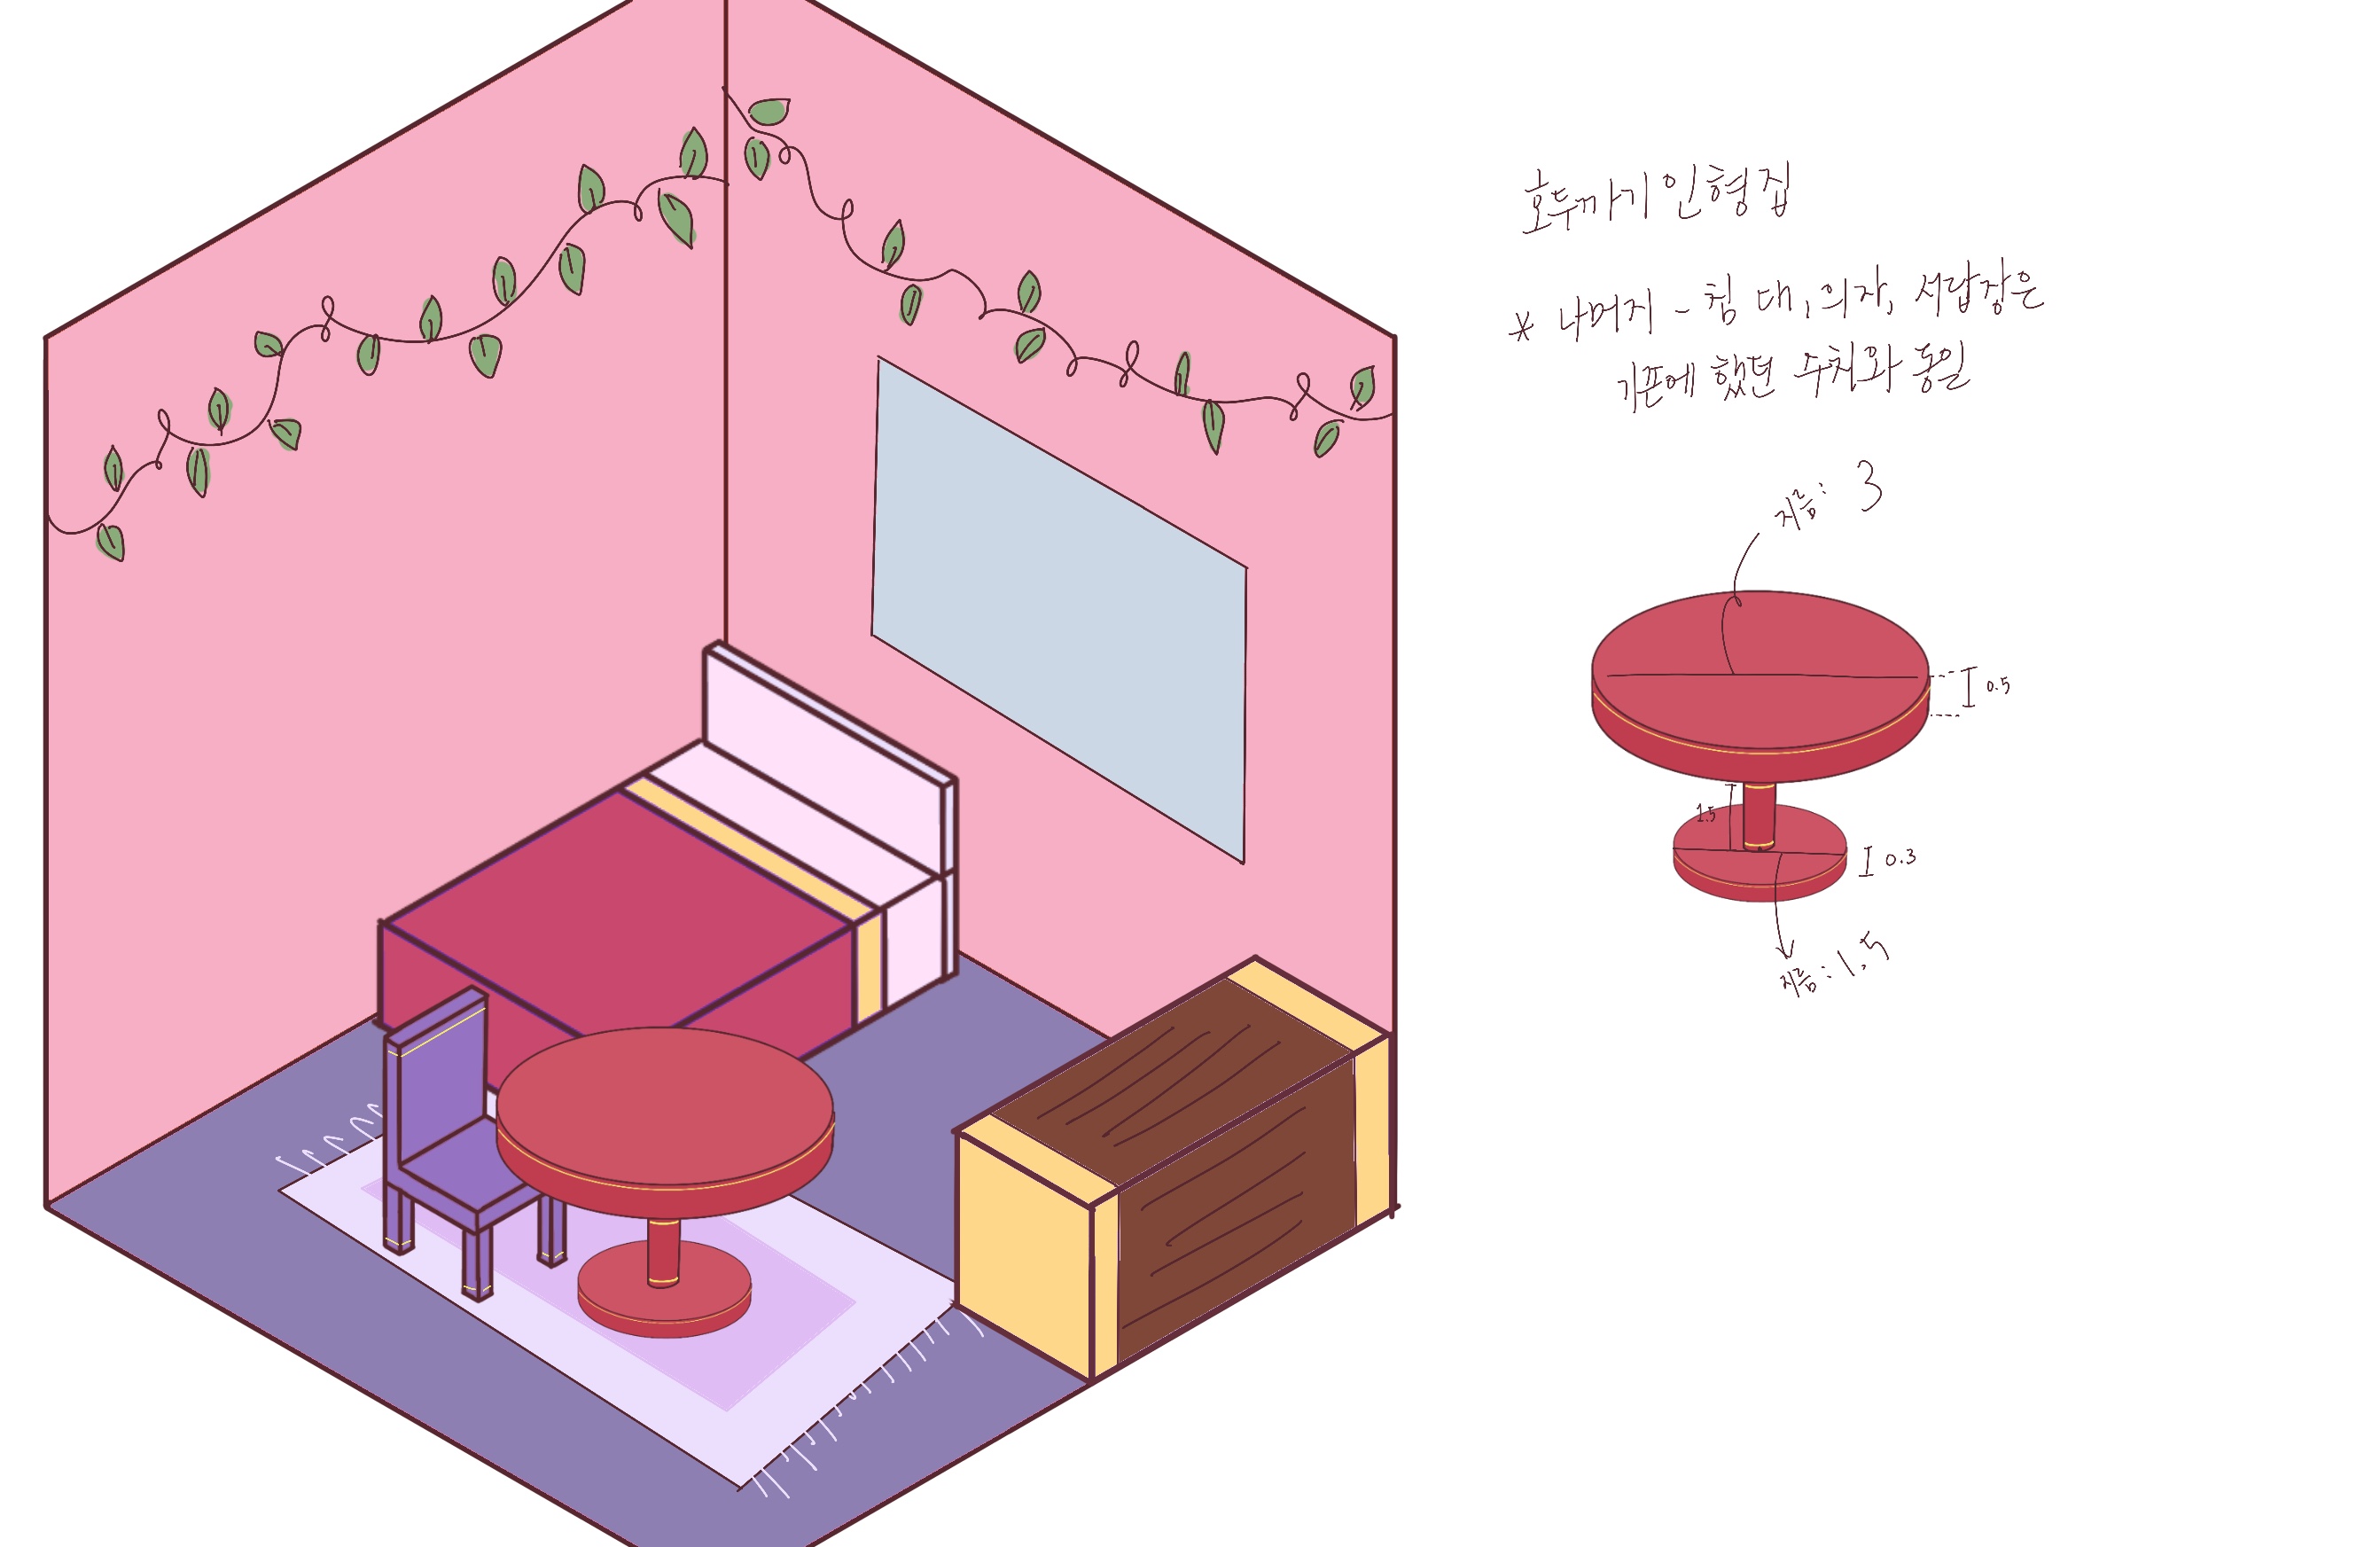 호두까기 인형집
* 나머지 - 침대, 의자, 서랍장은
기존에 했던 수치와 동일
지름: 3
0.5
1.5
0.3
지름: 1.5